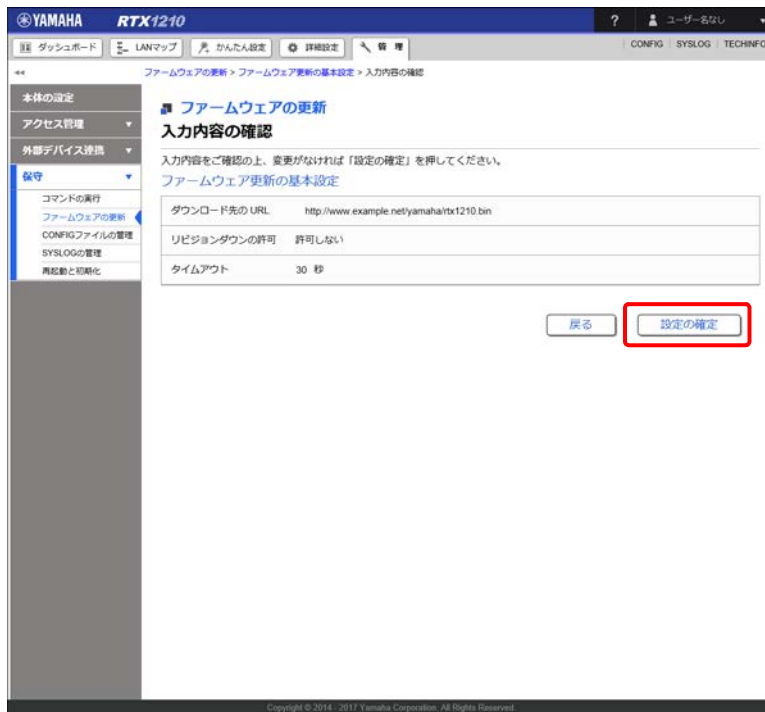 YAMAHA RTX1210 ? ユーザー名なし
ダッシュボード LANマップ かんたん設定 詳細設定 管理 CONFIG SYSLOG TECHINFO
ファームウェアの更新 > ファームウェア更新の基本設定 > 入力内容の確認
本体の設定
アクセス管理
外部デバイス連携
保守
コマンドの実行
ファームウェアの更新
CONFIGファイルの管理
SYSLOGの管理
再起動と初期化
ファームウェアの更新
入力内容の確認
入力内容をご確認の上、変更がなければ「設定の確定」を押してください。
ファームウェア更新の基本設定
ダウンロード先の URL http://www.example.net/yamaha/rtx1210.bin
リビジョンダウンの許可 許可しない
タイムアウト 30 秒
戻る 設定の確定
Copyright © 2014 - 2017 Yamaha Corporation. All Rights Reserved.